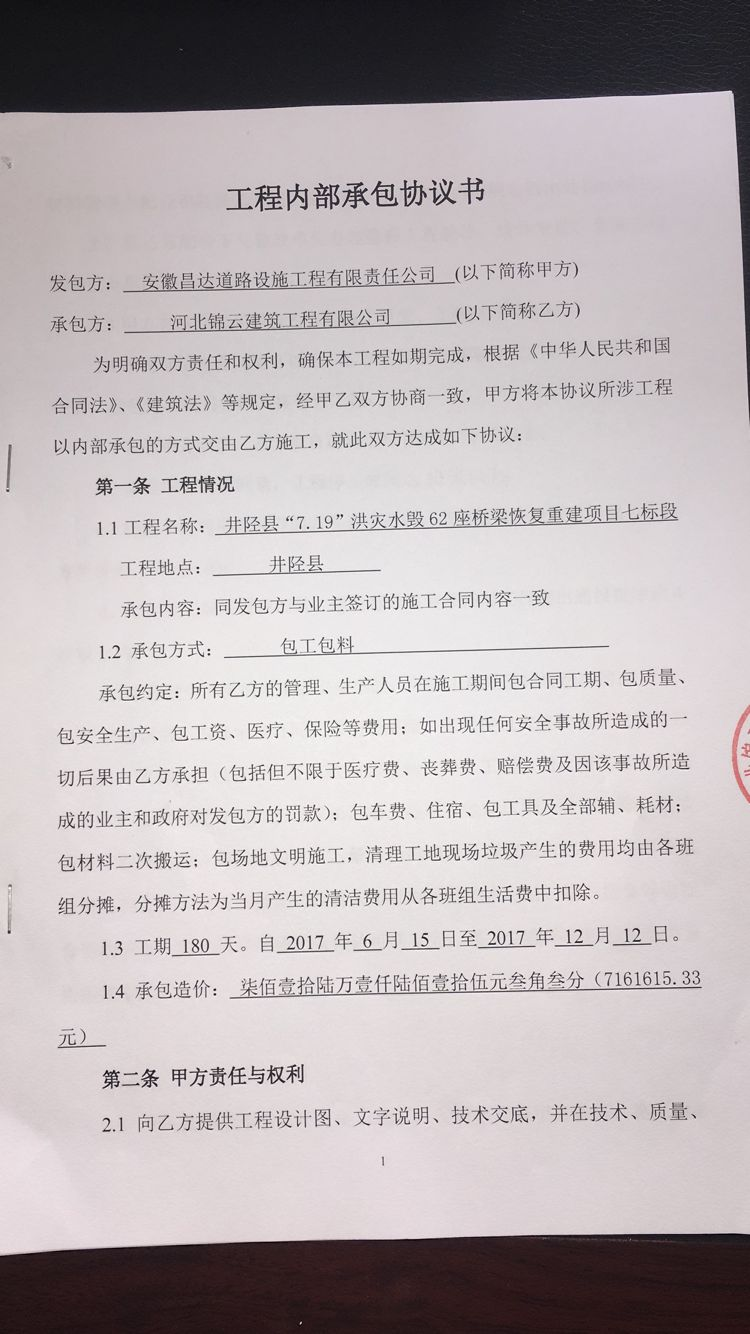 工程内部承包协议书
发包方：安徽昌达道路设施工程有限责任公司 (以下简称甲方)
承包方：河北锦云建筑工程有限公司 (以下简称乙方)
为明确双方责任和权利，确保本工程如期完成，根据《中华人民共和国
合同法》、《建筑法》等规定，经甲乙双方协商一致，甲方将本协议所涉工程
以内部承包的方式交由乙方施工，就此双方达成如下协议：
第一条 工程情况
1.1 工程名称：井陉县“7.19”洪灾水毁 62 座桥梁恢复重建项目七标段
工程地点：井陉县
承包内容：同发包方与业主签订的施工合同内容一致
1.2 承包方式：包工包料
承包约定：所有乙方的管理、生产人员在施工期间包合同工期、包质量、
包安全生产、包工资、医疗、保险等费用；如出现任何安全事故所造成的一
切后果由乙方承担（包括但不限于医疗费、丧葬费、赔偿费及因该事故所造
成的业主和政府对发包方的罚款）；包车费、住宿、包工具及全部辅、耗材；
包材料二次搬运；包场地文明施工，清理工地现场垃圾产生的费用均由各班
组分摊，分摊方法为当月产生的清洁费用从各班组生活费中扣除。
1.3 工期 180 天。自 2017 年 6 月 15 日至 2017 年 12 月 12 日。
1.4 承包造价：柒佰壹拾陆万壹仟陆佰壹拾伍元叁角叁分（7161615.33
元）
第二条 甲方责任与权利
2.1 向乙方提供工程设计图、文字说明、技术交底，并在技术、质量、
1